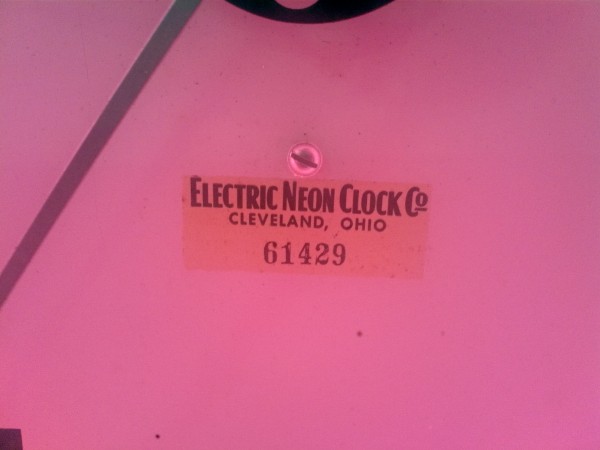 ELECTRIC NEON CLOCK CO
CLEVELAND, OHIO
61429